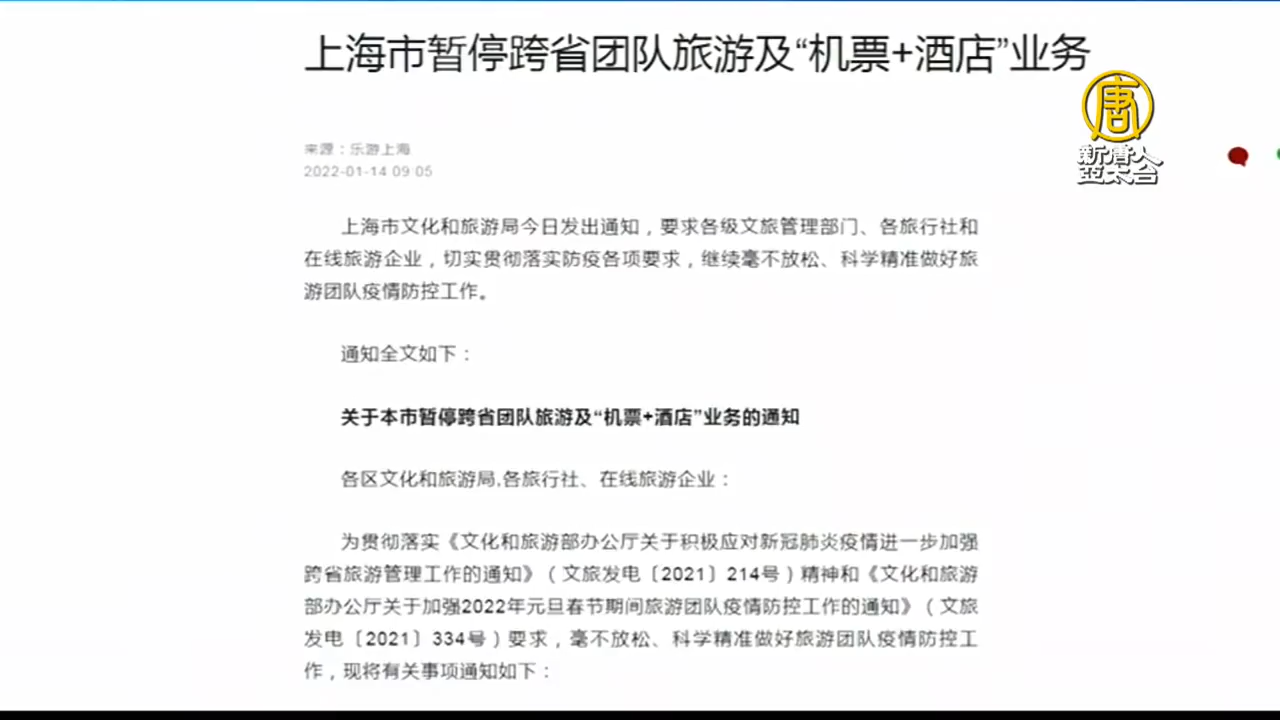 上海市暂停跨省团队旅游及“机票+酒店”业务
唐
新唐人
亞太台
来源：乐游上海
2022-01-14 09 05
上海市文化和旅游局今日发出通知，要求各级文旅管理部门、各旅行社和
在线旅游企业，切实贯彻落实防疫各项要求，继续毫不放松、科学精准做好旅
游团队疫情防控工作。
通知全文如下：
关于本市暂停跨省团队旅游及“机票+酒店”业务的通知
各区文化和旅游局,各旅行社、在线旅游企业：
为贯彻落实《文化和旅游部办公厅关于积极应对新冠肺炎疫情进一步加强
跨省旅游管理工作的通知》（文旅发电〔2021〕214号）精神和《文化和旅游
部办公厅关于加强2022年元旦春节期间旅游团队疫情防控工作的通知》（文旅
发电〔2021〕334号）要求，毫不放松、科学精准做好旅游团队疫情防控工
作，现将有关事项通知如下：